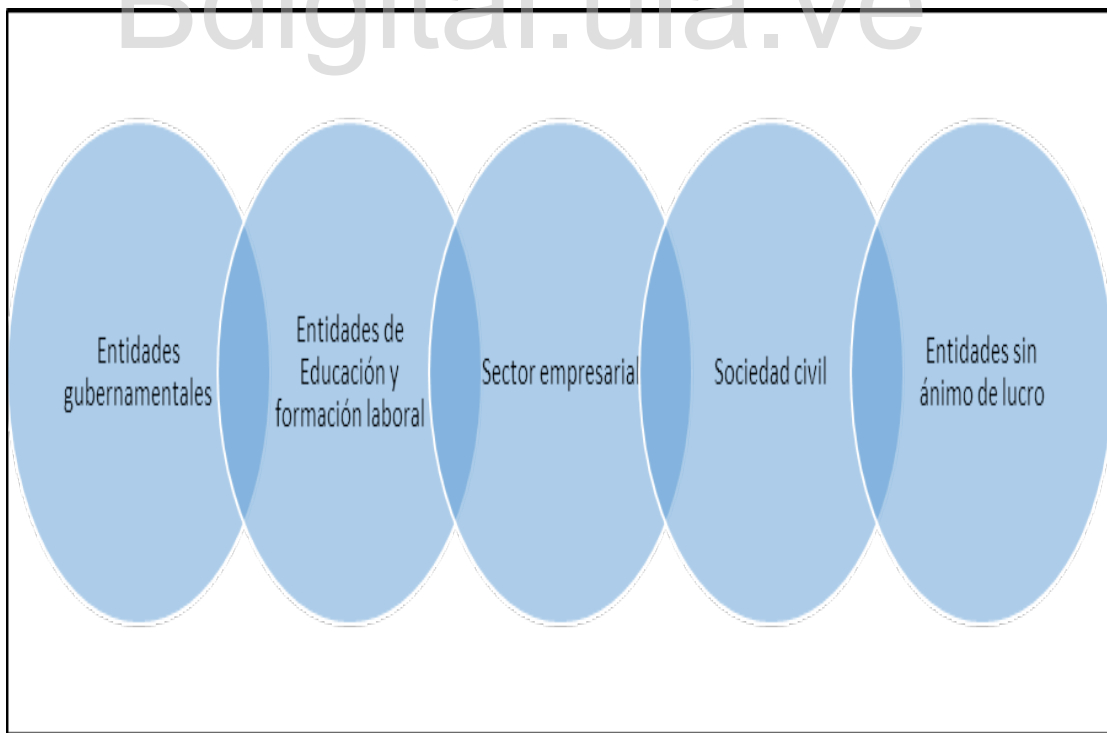 Bdigital.ula.ve
Entidades
gubernamentales
Entidades de
Educación y
formación laboral
Sector empresarial
Sociedad civil
Entidades sin
ánimo de lucro